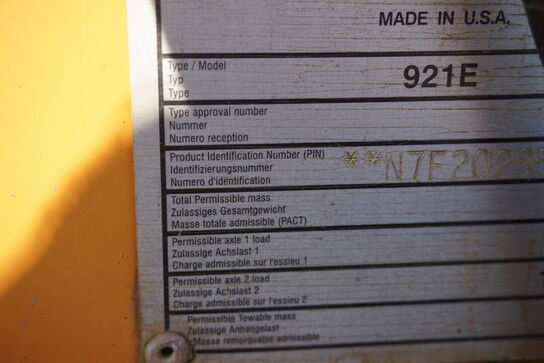 MADE IN U.S.A.
Type / Model
Typ 921E
Type
Type approval number
Nummer
Numero reception
Product Identification Number (PIN)
Identifizierungsnummer **N7F2029
Numero d'identification
Total Permissible mass
Zulassiges Gesamtgewicht
Masse totale admissible (PACT)
Permissible axle 1 load
Zulassige Achslast 1
Charge admissible sur l'essieu 1
Permissible axle 2 load
Zulassige Achslast 2
Charge admissible sur l'essieu 2
Permissible Towable mass
Zulassige Anhangelast
Masse remorquable admissible